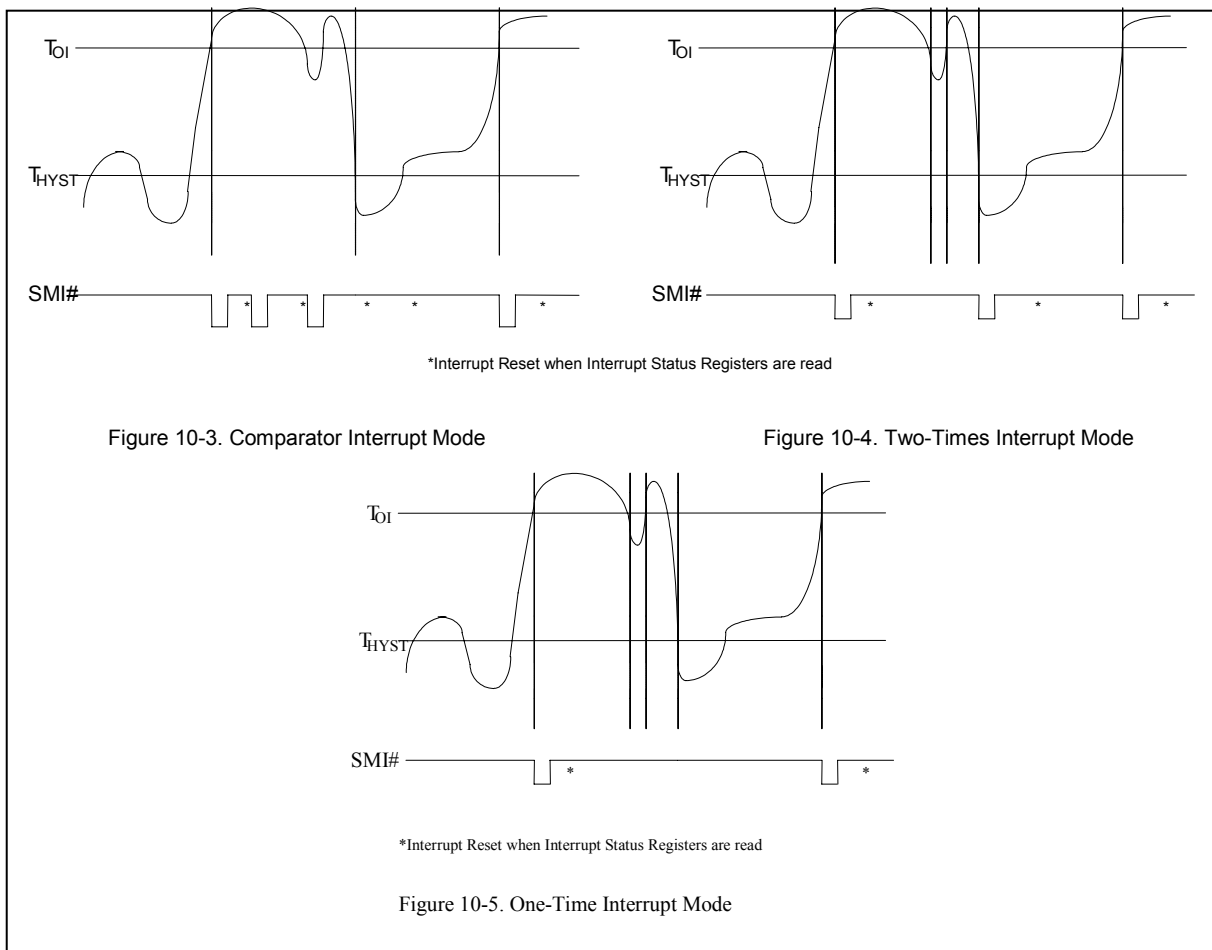 TOI
THYST
SMI#
* * * * *
TOI
THYST
SMI#
* * *
*Interrupt Reset when Interrupt Status Registers are read
Figure 10-3. Comparator Interrupt Mode
Figure 10-4. Two-Times Interrupt Mode
TOI
THYST
SMI#
* *
*Interrupt Reset when Interrupt Status Registers are read
Figure 10-5. One-Time Interrupt Mode